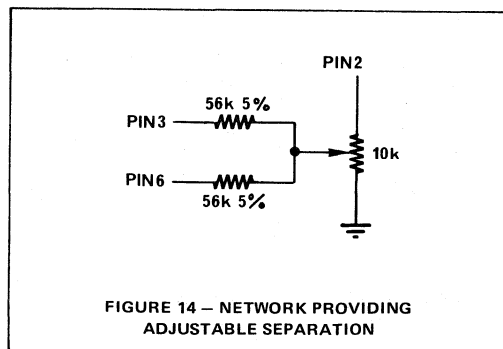 PIN2
56k 5%
PIN3
10k
PIN6
56k 5%
FIGURE 14 – NETWORK PROVIDING
ADJUSTABLE SEPARATION